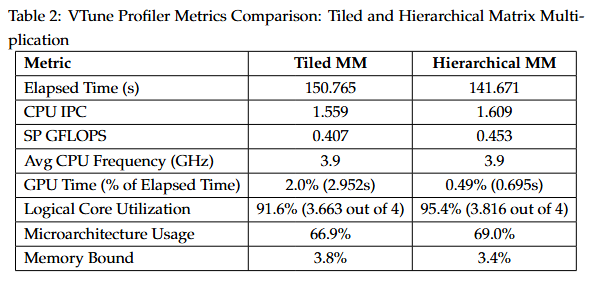 Table 2: VTune Profiler Metrics Comparison: Tiled and Hierarchical Matrix Multi-
plication
Metric Tiled MM Hierarchical MM
Elapsed Time (s) 150.765 141.671
CPU IPC 1.559 1.609
SP GFLOPS 0.407 0.453
Avg CPU Frequency (GHz) 3.9 3.9
GPU Time (% of Elapsed Time) 2.0% (2.952s) 0.49% (0.695s)
Logical Core Utilization 91.6% (3.663 out of 4) 95.4% (3.816 out of 4)
Microarchitecture Usage 66.9% 69.0%
Memory Bound 3.8% 3.4%